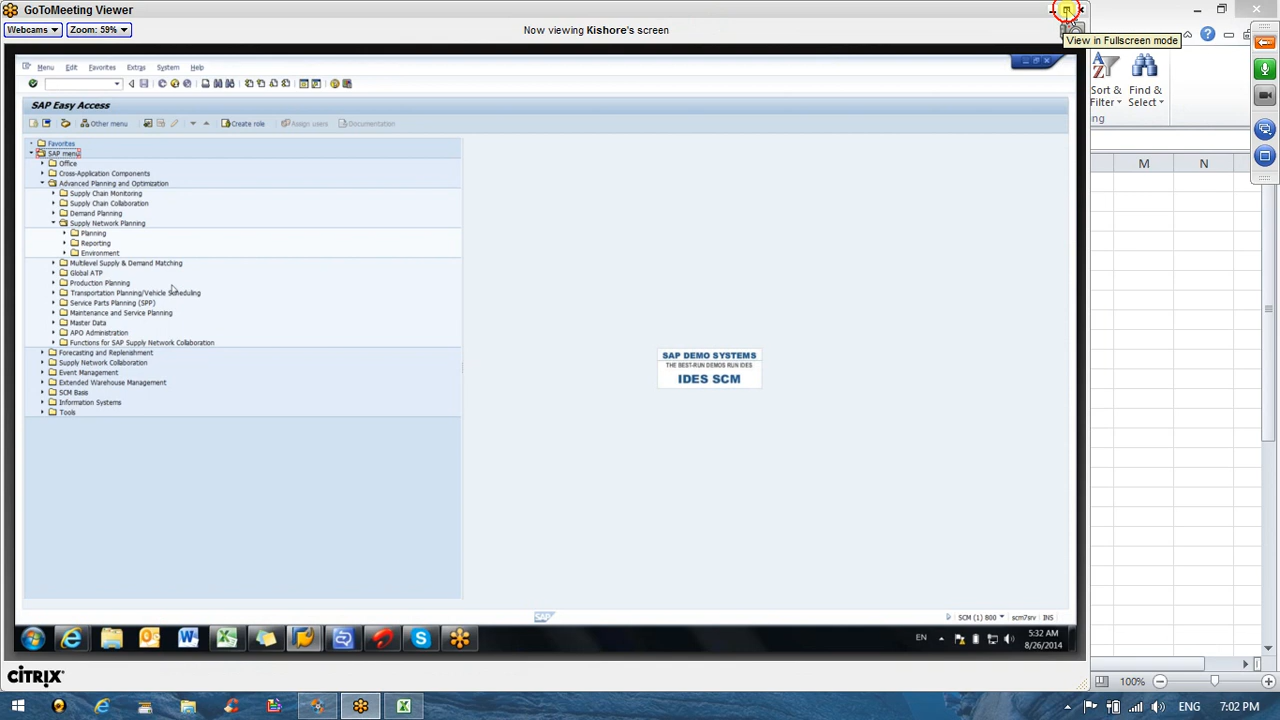 GoToMeeting Viewer
Webcams
Zoom: 59%
Now viewing Kishore's screen
View in Fullscreen mode
Menu Edit Favorites Extras System Help
SAP Easy Access
Other menu
Create role
Assign users
Documentation
Favorites
SAP menu
Office
Cross-Application Components
Advanced Planning and Optimization
Supply Chain Monitoring
Supply Chain Collaboration
Demand Planning
Supply Network Planning
Planning
Reporting
Environment
Multilevel Supply & Demand Matching
Global ATP
Production Planning
Transportation Planning/Vehicle Scheduling
Service Parts Planning (SPP)
Maintenance and Service Planning
Master Data
APO Administration
Functions for SAP Supply Network Collaboration
Forecasting and Replenishment
Supply Network Collaboration
Event Management
Extended Warehouse Management
SCM Basis
Information Systems
Tools
SAP DEMO SYSTEMS
THE BEST-RUN DEMOS RUN IDES
IDES SCM
SAP
SCM (1) 800 scm7srv INS
EN
5:32 AM
8/26/2014
CITRIX
Sort &
Filter
Find &
Select
M N
100%
ENG 7:02 PM